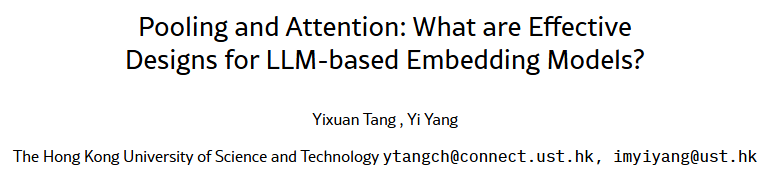 Pooling and Attention: What are Effective
Designs for LLM-based Embedding Models?
Yixuan Tang , Yi Yang
The Hong Kong University of Science and Technology ytangch@connect.ust.hk, imyiyang@ust.hk